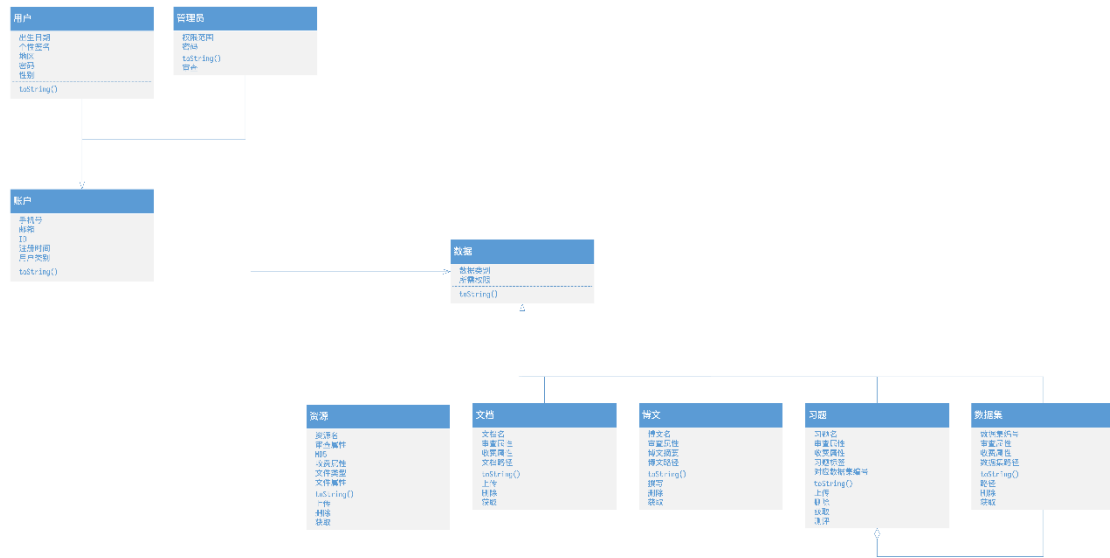 用户
出生日期
个性签名
地区
密码
性别
toString()
管理员
权限范围
密码
toString()
审查
账户
手机号
邮箱
ID
注册时间
用户类别
toString()
数据
数据类别
所需权限
toString()
资源
资源名
审查属性
MD5
收费属性
文件类型
文件属性
toString()
上传
删除
获取
文档
文档名
审查属性
收费属性
文档路径
toString()
上传
删除
获取
博文
博文名
审查属性
博文摘要
博文路径
toString()
撰写
删除
获取
习题
习题名
审查属性
收费属性
习题标签
对应数据集编号
toString()
上传
删除
获取
测评
数据集
数据集编号
审查属性
收费属性
数据集路径
toString()
路径
删除
获取